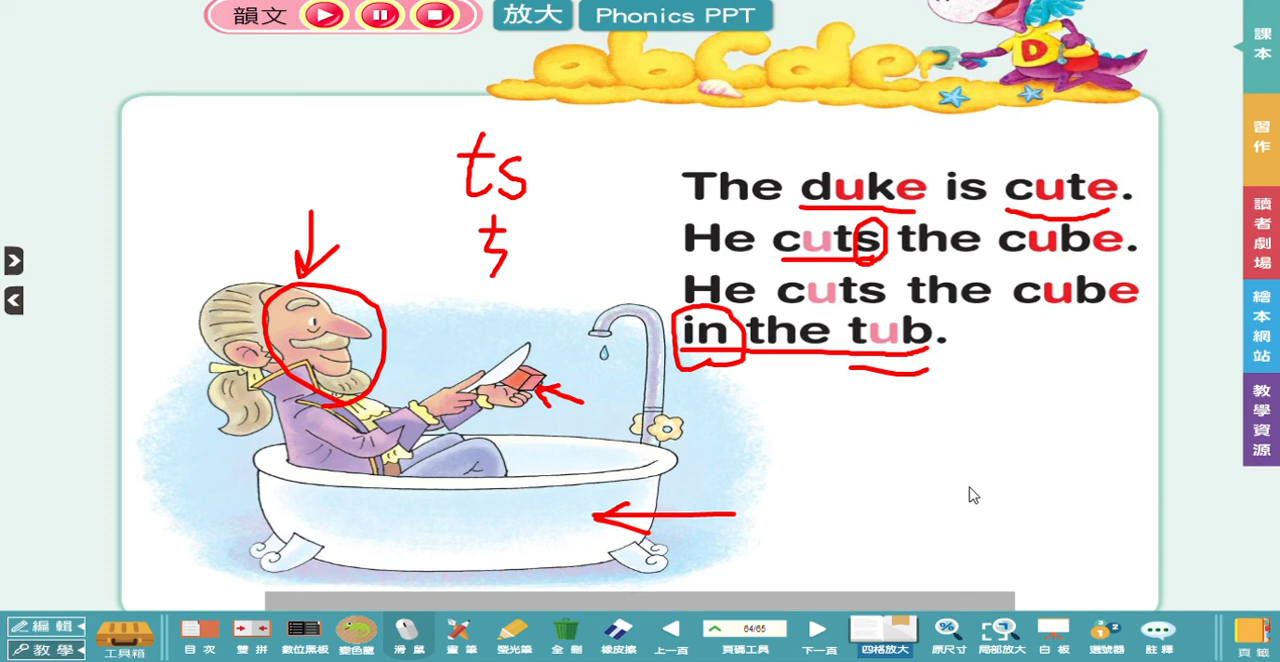 韻文
放大
Phonics PPT
abCde
D
課本
習作
讀者劇場
繪本網站
教學資源
ts
t
The duke is cute.
He cuts the cube.
He cuts the cube
in the tub.
編輯
教學
工具箱
目次
雙拼
數位黑板
變色龍
滑鼠
畫筆
螢光筆
全刪
橡皮擦
上一頁
64/65
頁碼工具
下一頁
四格放大
%
原尺寸
局部放大
白板
1 2
選號器
註釋
頁籤